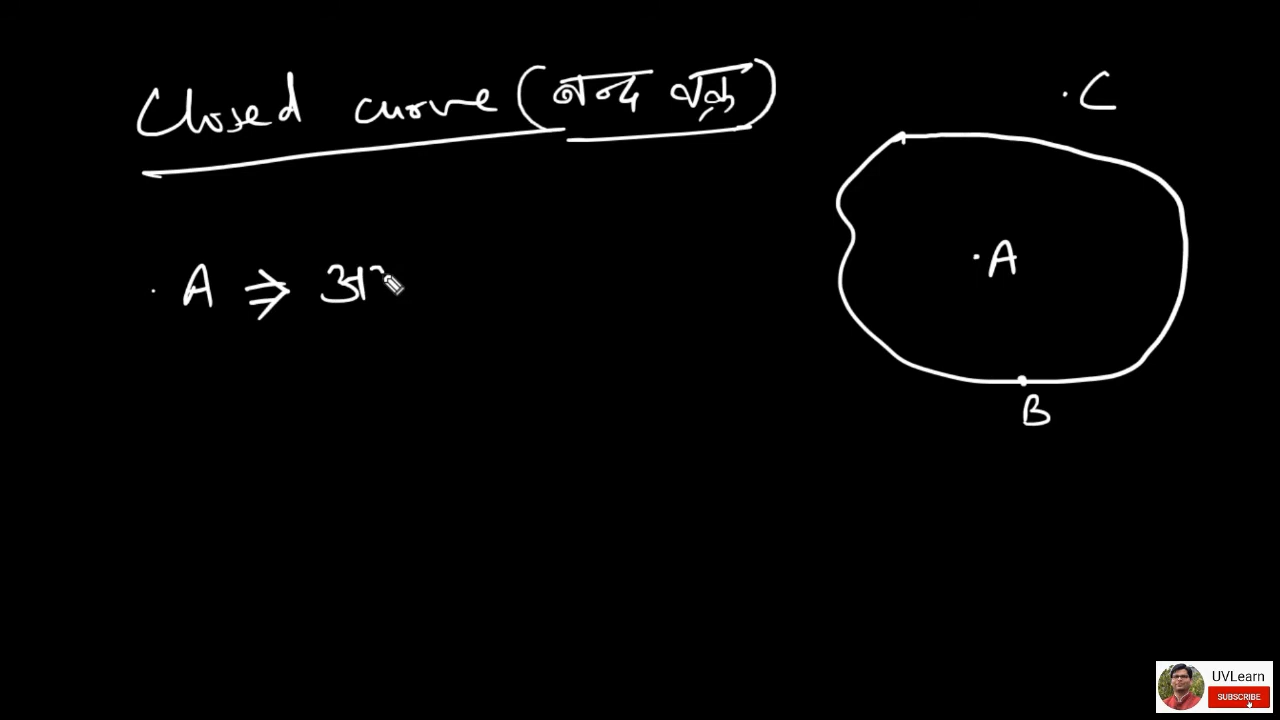 Closed curve (बन्द वक्र)
. C
. A ⇒
. A
B
UVLearn
SUBSCRIBE